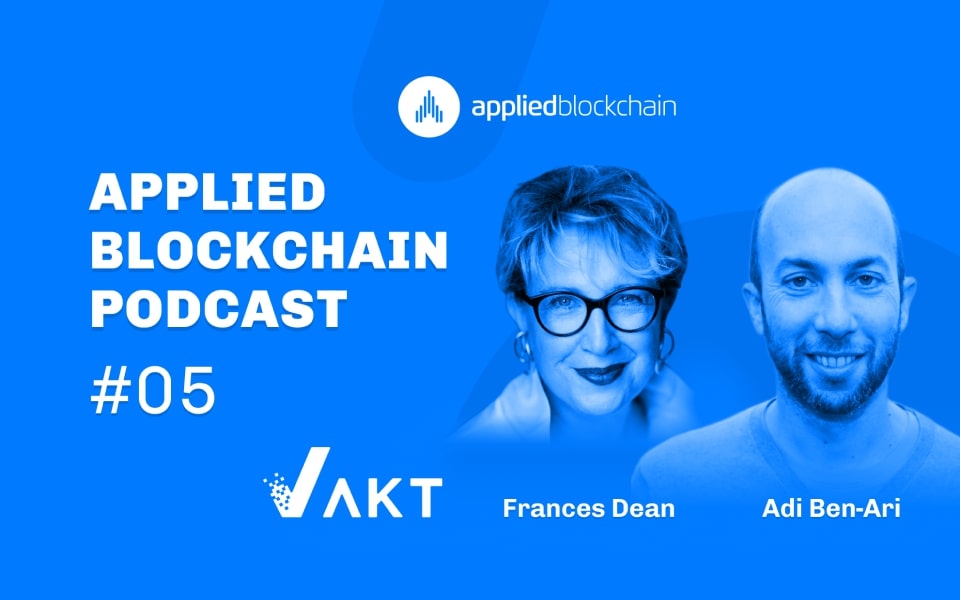 appliedblockchain
APPLIED
BLOCKCHAIN
PODCAST
#05
VAKT
Frances Dean
Adi Ben-Ari